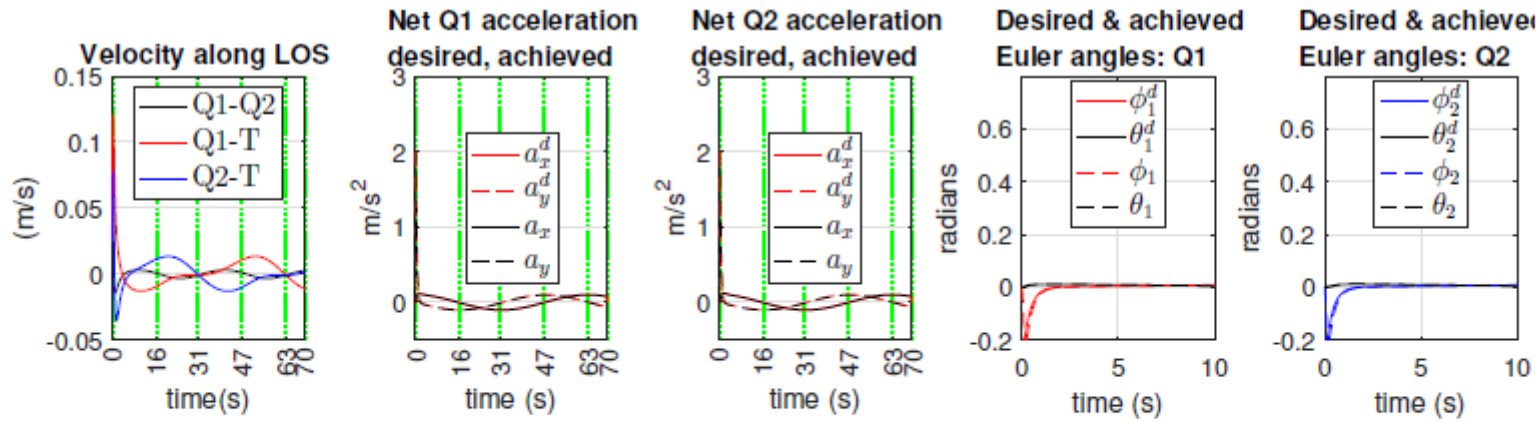 Velocity along LOS
0.15
0.1
0.05
0
-0.05
(m/s)
Q1-Q2
Q1-T
Q2-T
0
16
31
47
63
70
time(s)
Net Q1 acceleration
desired, achieved
3
2
1
0
m/s²
a_x^d
a_y^d
a_x
a_y
0
16
31
47
63
70
time (s)
Net Q2 acceleration
desired, achieved
3
2
1
0
m/s²
a_x^d
a_y^d
a_x
a_y
0
16
31
47
63
70
time (s)
Desired & achieved
Euler angles: Q1
0.6
0.4
0.2
0
-0.2
radians
ϕ_1^d
θ_1^d
ϕ_1
θ_1
0 5 10
time (s)
Desired & achieved
Euler angles: Q2
0.6
0.4
0.2
0
-0.2
radians
ϕ_2^d
θ_2^d
ϕ_2
θ_2
0 5 10
time (s)